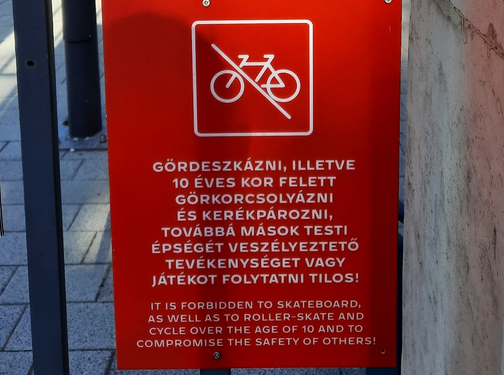 GÖRDESZKÁZNI, ILLETVE
10 ÉVES KOR FELETT
GÖRKORCSOLYÁZNI
ÉS KERÉKPÁROZNI,
TOVÁBBÁ MÁSOK TESTI
ÉPSÉGÉT VESZÉLYEZTETŐ
TEVÉKENYSÉGET VAGY
JÁTÉKOT FOLYTATNI TILOS!
IT IS FORBIDDEN TO SKATEBOARD,
AS WELL AS TO ROLLER-SKATE AND
CYCLE OVER THE AGE OF 10 AND TO
COMPROMISE THE SAFETY OF OTHERS!